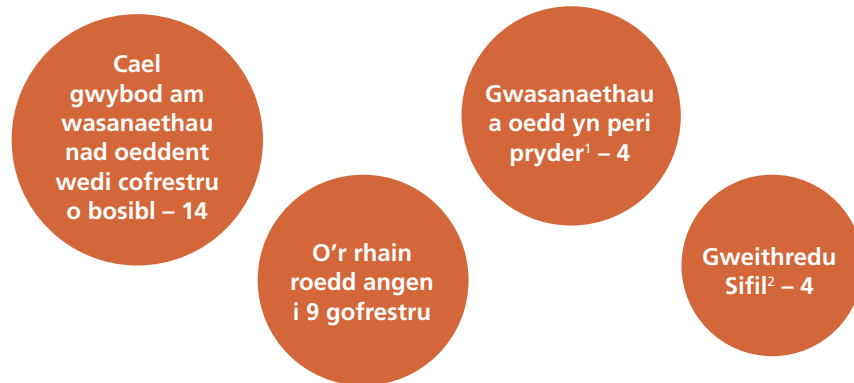 Cael
gwybod am
wasanaethau
nad oeddent
wedi cofrestru
o bosibl – 14
O’r rhain
roedd angen
i 9 gofrestru
Gwasanaethau
a oedd yn peri
pryder¹ – 4
Gweithredu
Sifil² – 4